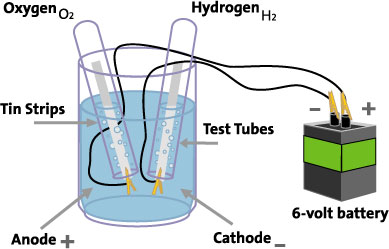 Oxygen O2
Hydrogen H2
Tin Strips
Test Tubes
- +
6-volt battery
Anode +
Cathode -